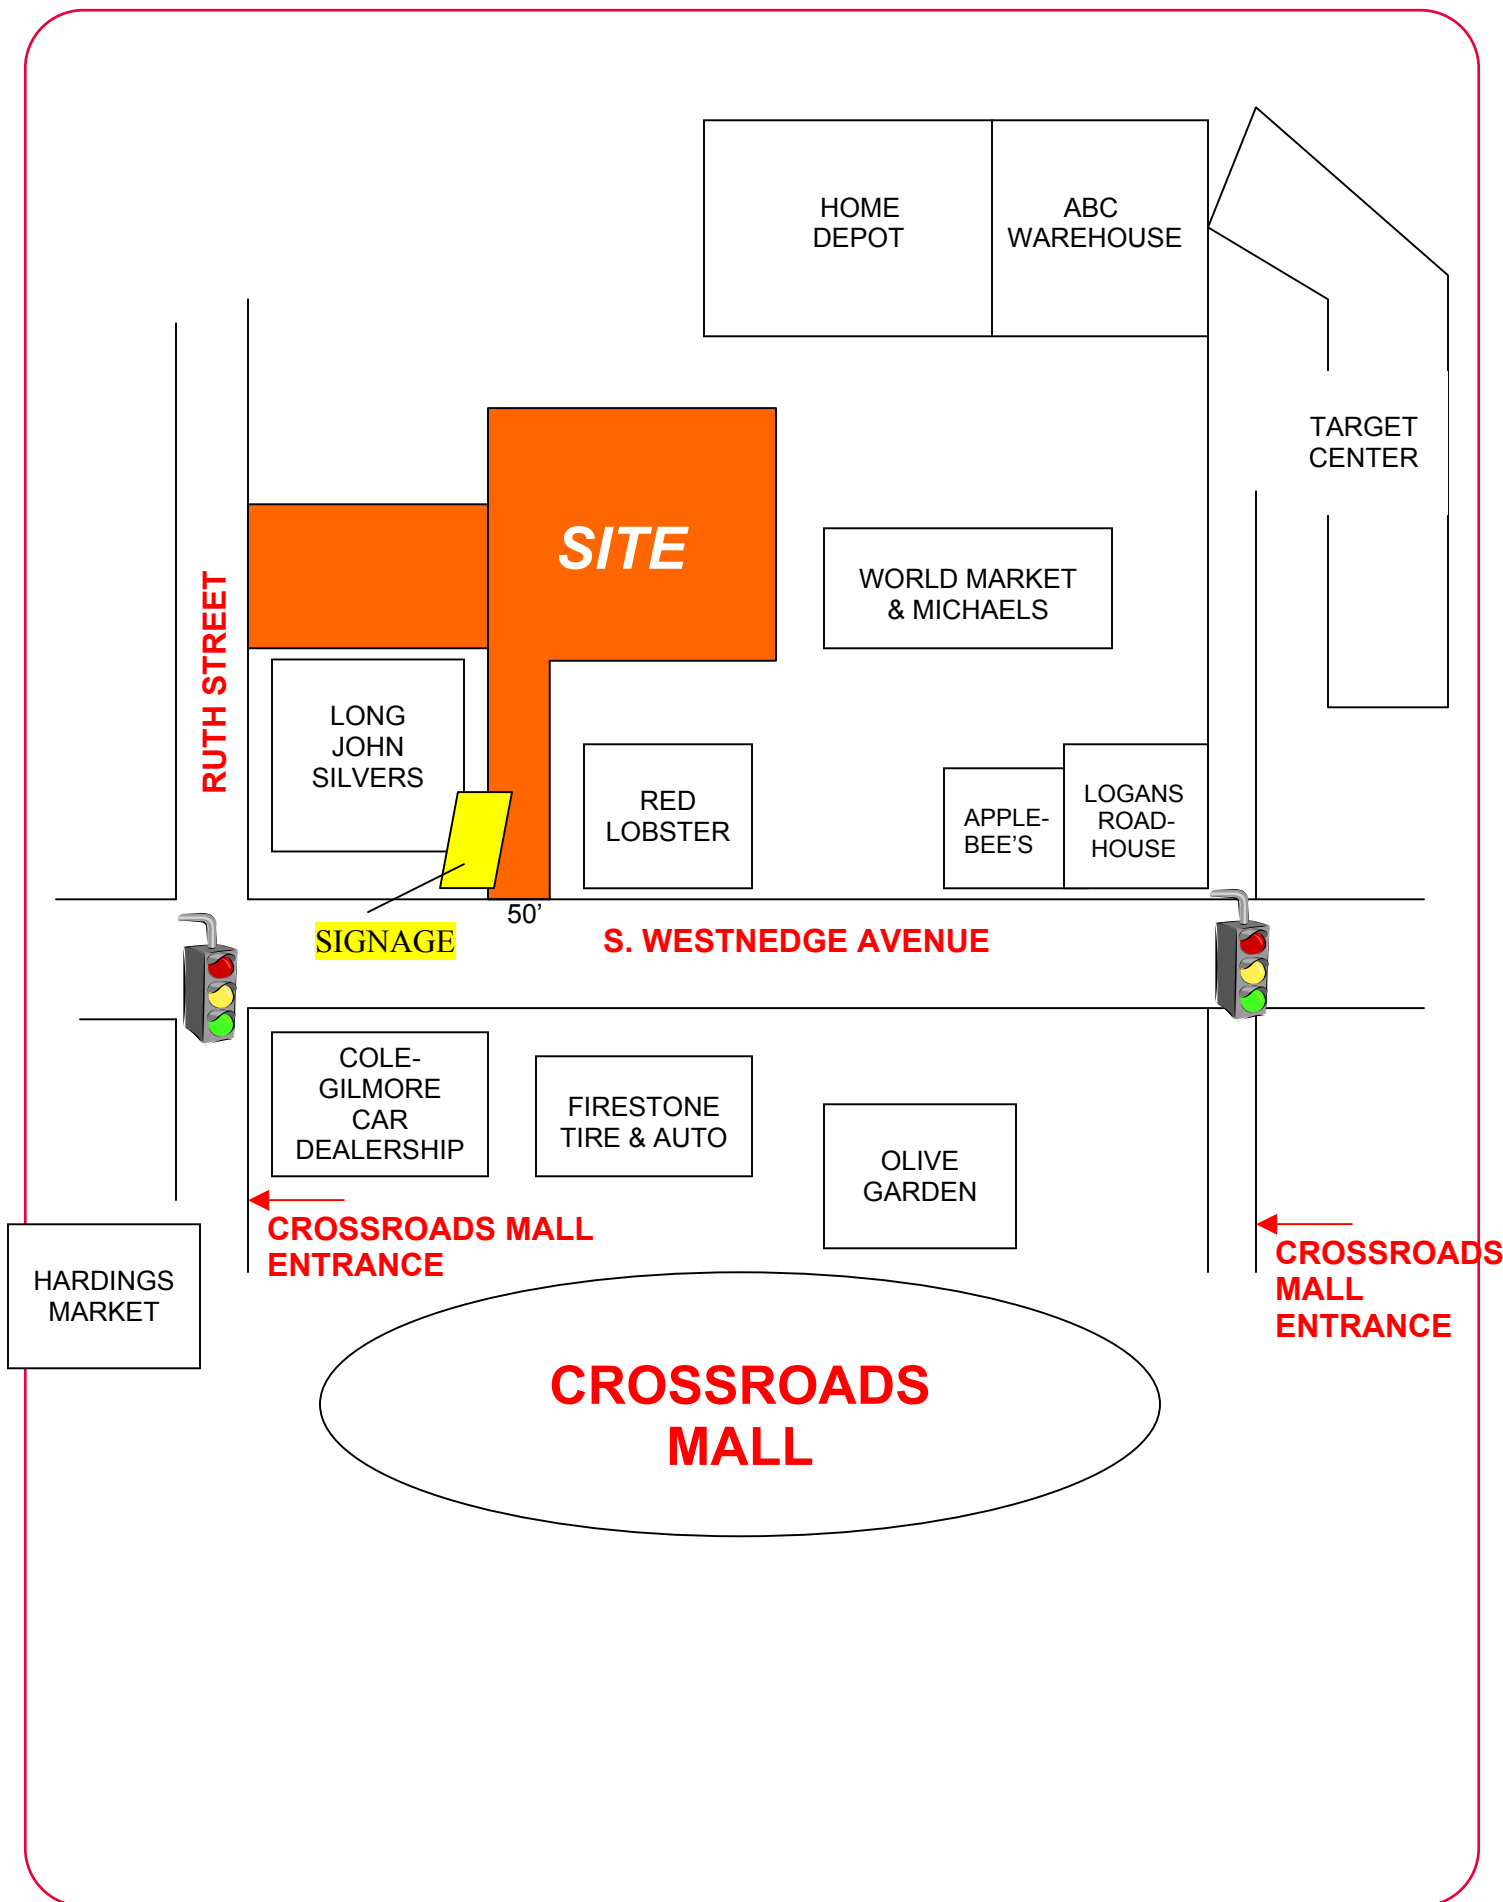 HOME
DEPOT
ABC
WAREHOUSE
TARGET
CENTER
SITE
WORLD MARKET
& MICHAELS
RUTH STREET
LONG
JOHN
SILVERS
RED
LOBSTER
APPLE-
BEE’S
LOGANS
ROAD-
HOUSE
50’
SIGNAGE
S. WESTNEDGE AVENUE
COLE-
GILMORE
CAR
DEALERSHIP
FIRESTONE
TIRE & AUTO
OLIVE
GARDEN
CROSSROADS MALL
ENTRANCE
CROSSROADS
MALL
ENTRANCE
HARDINGS
MARKET
CROSSROADS
MALL